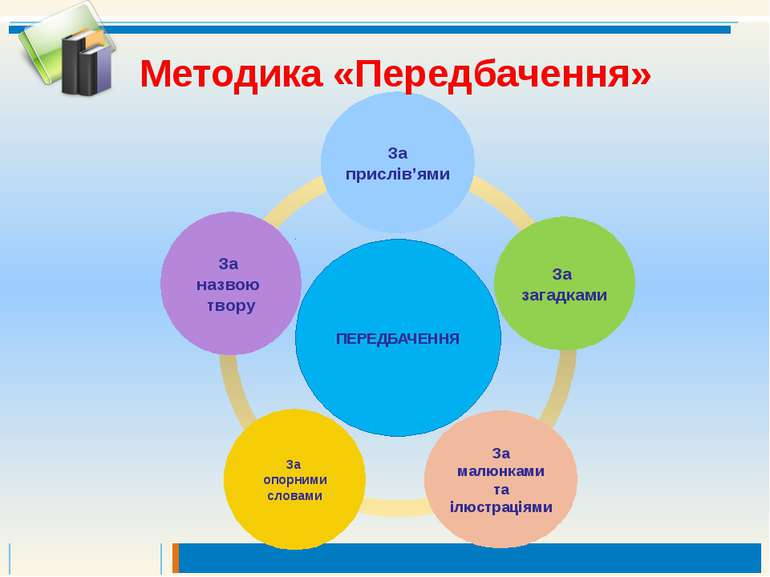 Методика «Передбачення»
За
прислів’ями
За
назвою
твору
За
загадками
ПЕРЕДБАЧЕННЯ
За
опорними
словами
За
малюнками
та
ілюстраціями